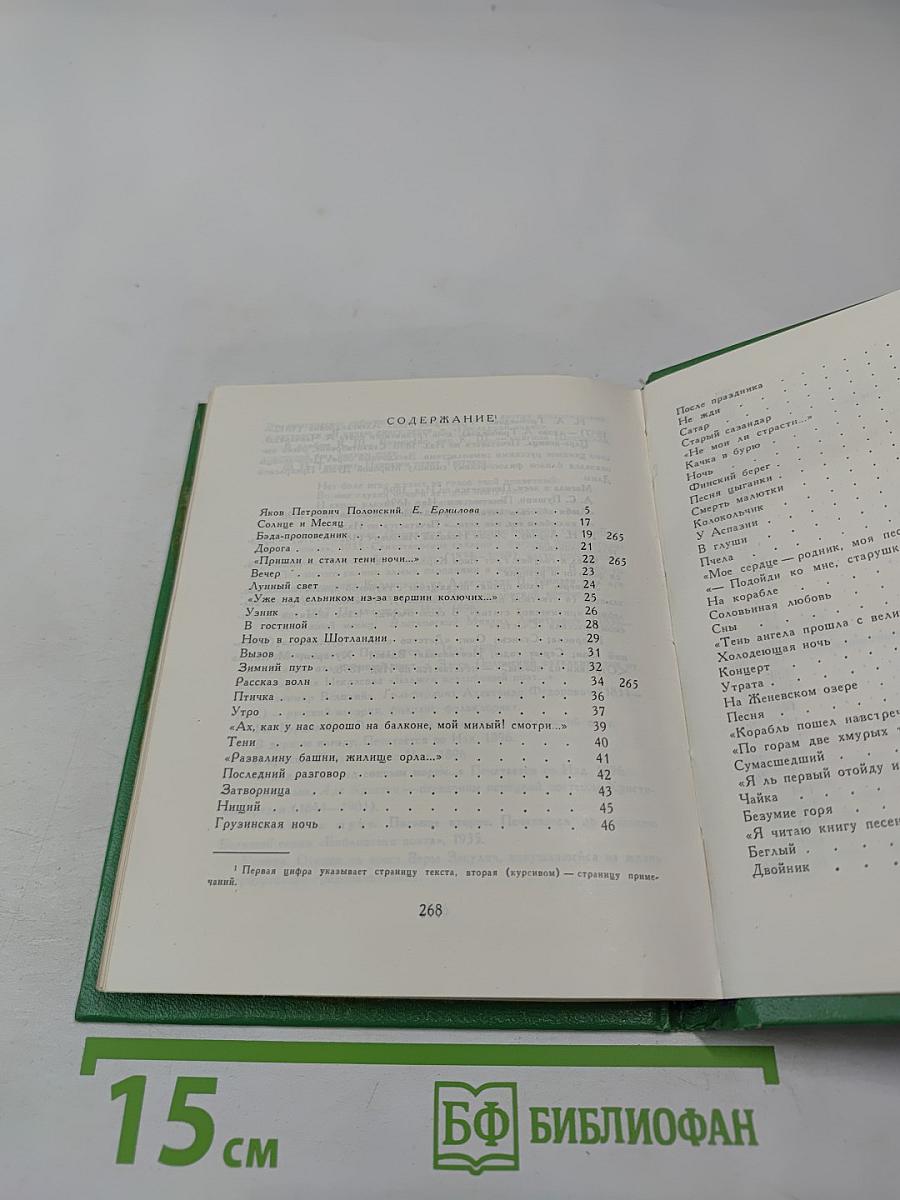 СОДЕРЖАНИЕ¹
Яков Петрович Полонский. Е. Ермилова . . . . . . . 5
Солнце и Месяц . . . . . . . . . . . . 17
Бэда-проповедник . . . . . . . . . . . . 19 265
Дорога . . . . . . . . . . . . . . 21
«Пришли и стали тени ночи...» . . . . . . . . 22 265
Вечер . . . . . . . . . . . . . . 23
Лунный свет . . . . . . . . . . . . . 24
«Уже над ельником из-за вершин колючих...» . . . . . 25
Узник . . . . . . . . . . . . . . 26
В гостиной . . . . . . . . . . . . . 28
Ночь в горах Шотландии . . . . . . . . . . 29
Вызов . . . . . . . . . . . . . . 31
Зимний путь . . . . . . . . . . . . . 32
Рассказ волн . . . . . . . . . . . . . 34 265
Птичка . . . . . . . . . . . . . . 36
Утро . . . . . . . . . . . . . . 37
«Ах, как у нас хорошо на балконе, мой милый! смотри...» 39
Тени . . . . . . . . . . . . . . 40
«Развалину башни, жилище орла...» . . . . . . . 41
Последний разговор . . . . . . . . . . . 42
Затворница . . . . . . . . . . . . . 43
Нищий . . . . . . . . . . . . . . 45
Грузинская ночь . . . . . . . . . . . . 46
¹ Первая цифра указывает страницу текста, вторая (курсивом) — страницу приме-
чаний.
268
После праздника . . . . .
Не жди . . . . .
Сатар . . . . .
Старый сазандар . . . . .
«Не мои ли страсти...» . . . . .
Качка в бурю . . . . .
Ночь . . . . .
Финский берег . . . . .
Песня цыганки . . . . .
Смерть малютки . . . . .
Колокольчик . . . . .
У Аспазии . . . . .
В глуши . . . . .
Пчела . . . . .
«Мое сердце — родник, моя пес
«— Подойди ко мне, старушк
На корабле . . . . .
Соловьиная любовь . . . . .
Сны . . . . .
«Тень ангела прошла с вели
Холодеющая ночь . . . . .
Концерт . . . . .
Утрата . . . . .
На Женевском озере . . . .
Песня . . . . .
«Корабль пошел навстреч
«По горам две хмурых
Сумасшедший . . . .
«Я ль первый отойду и
Чайка . . . .
Безумие горя . . . .
«Я читаю книгу песен
Беглый . . . .
Двойник . . . .
15 см
БФ БИБЛИОФАН